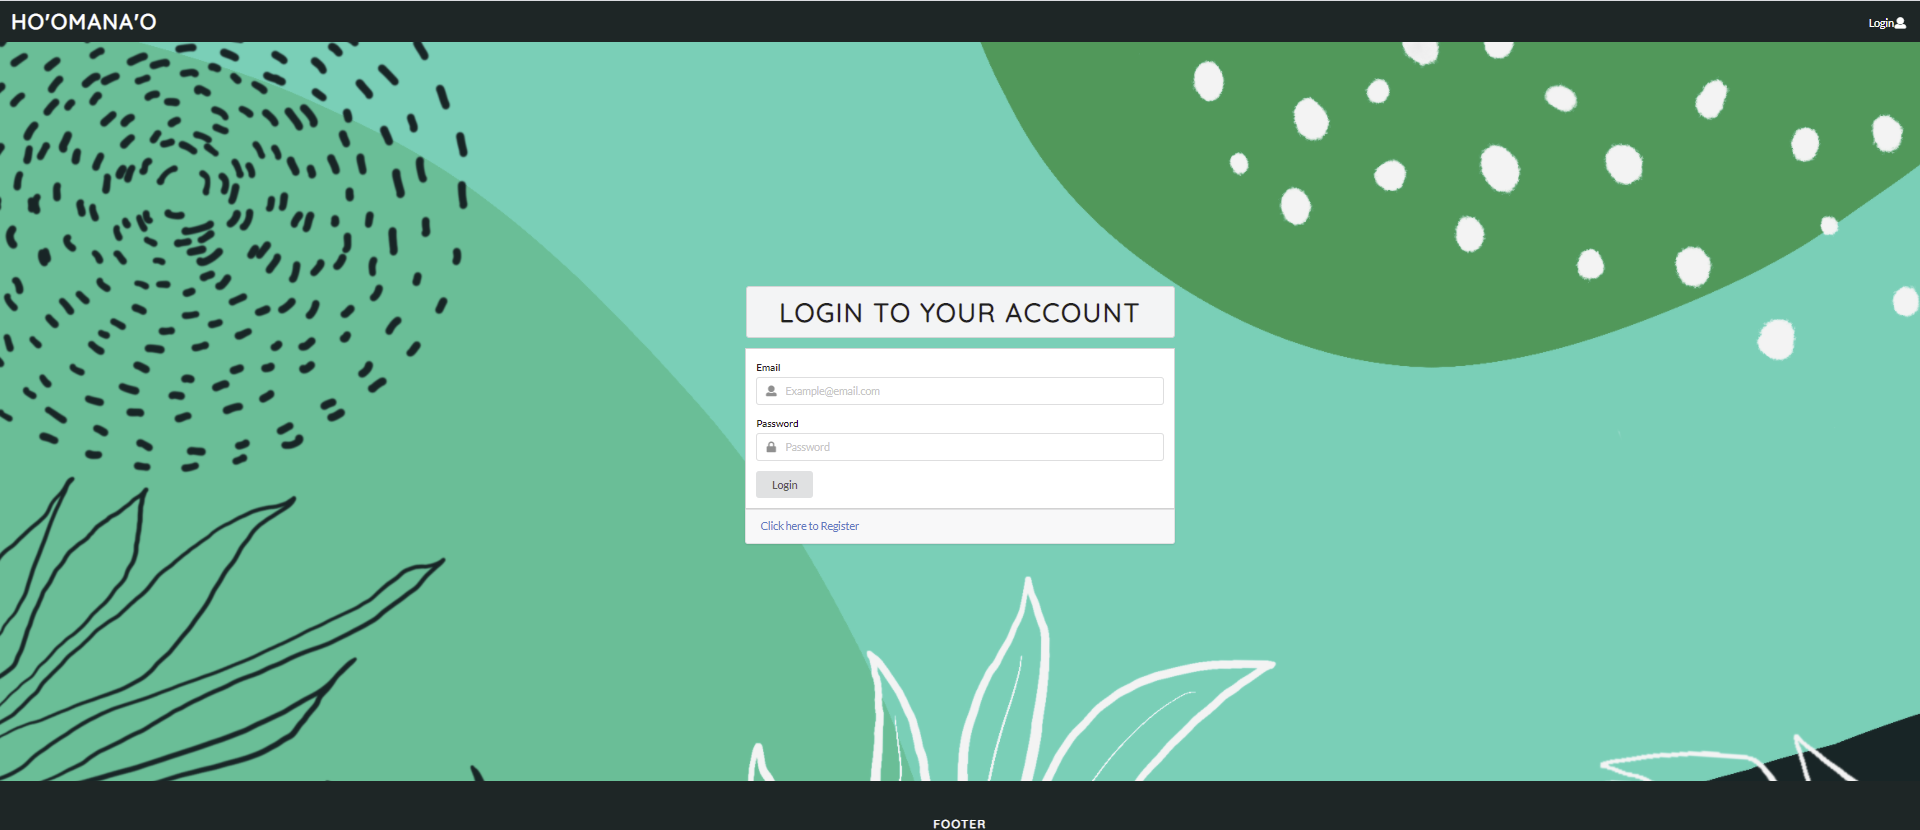 HO'OMANA'O
Login
LOGIN TO YOUR ACCOUNT
Email
Example@email.com
Password
Password
Login
Click here to Register
FOOTER